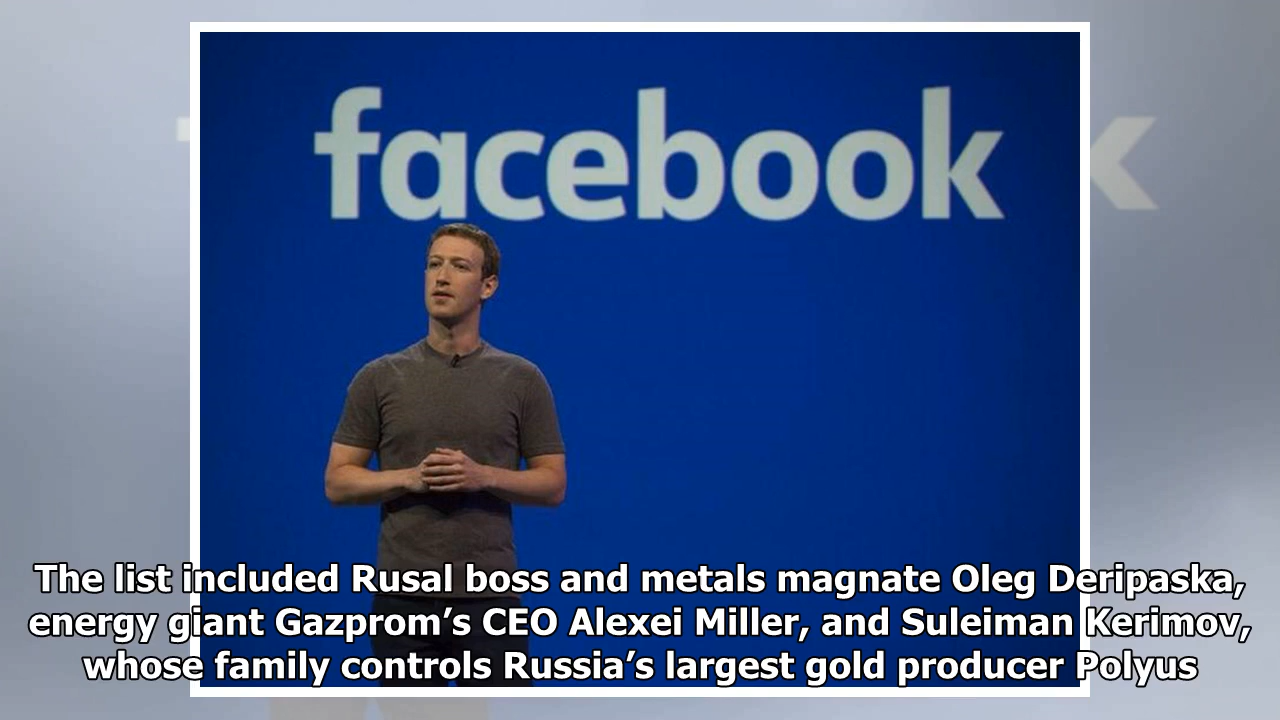 facebook
The list included Rusal boss and metals magnate Oleg Deripaska,
energy giant Gazprom’s CEO Alexei Miller, and Suleiman Kerimov,
whose family controls Russia’s largest gold producer Polyus